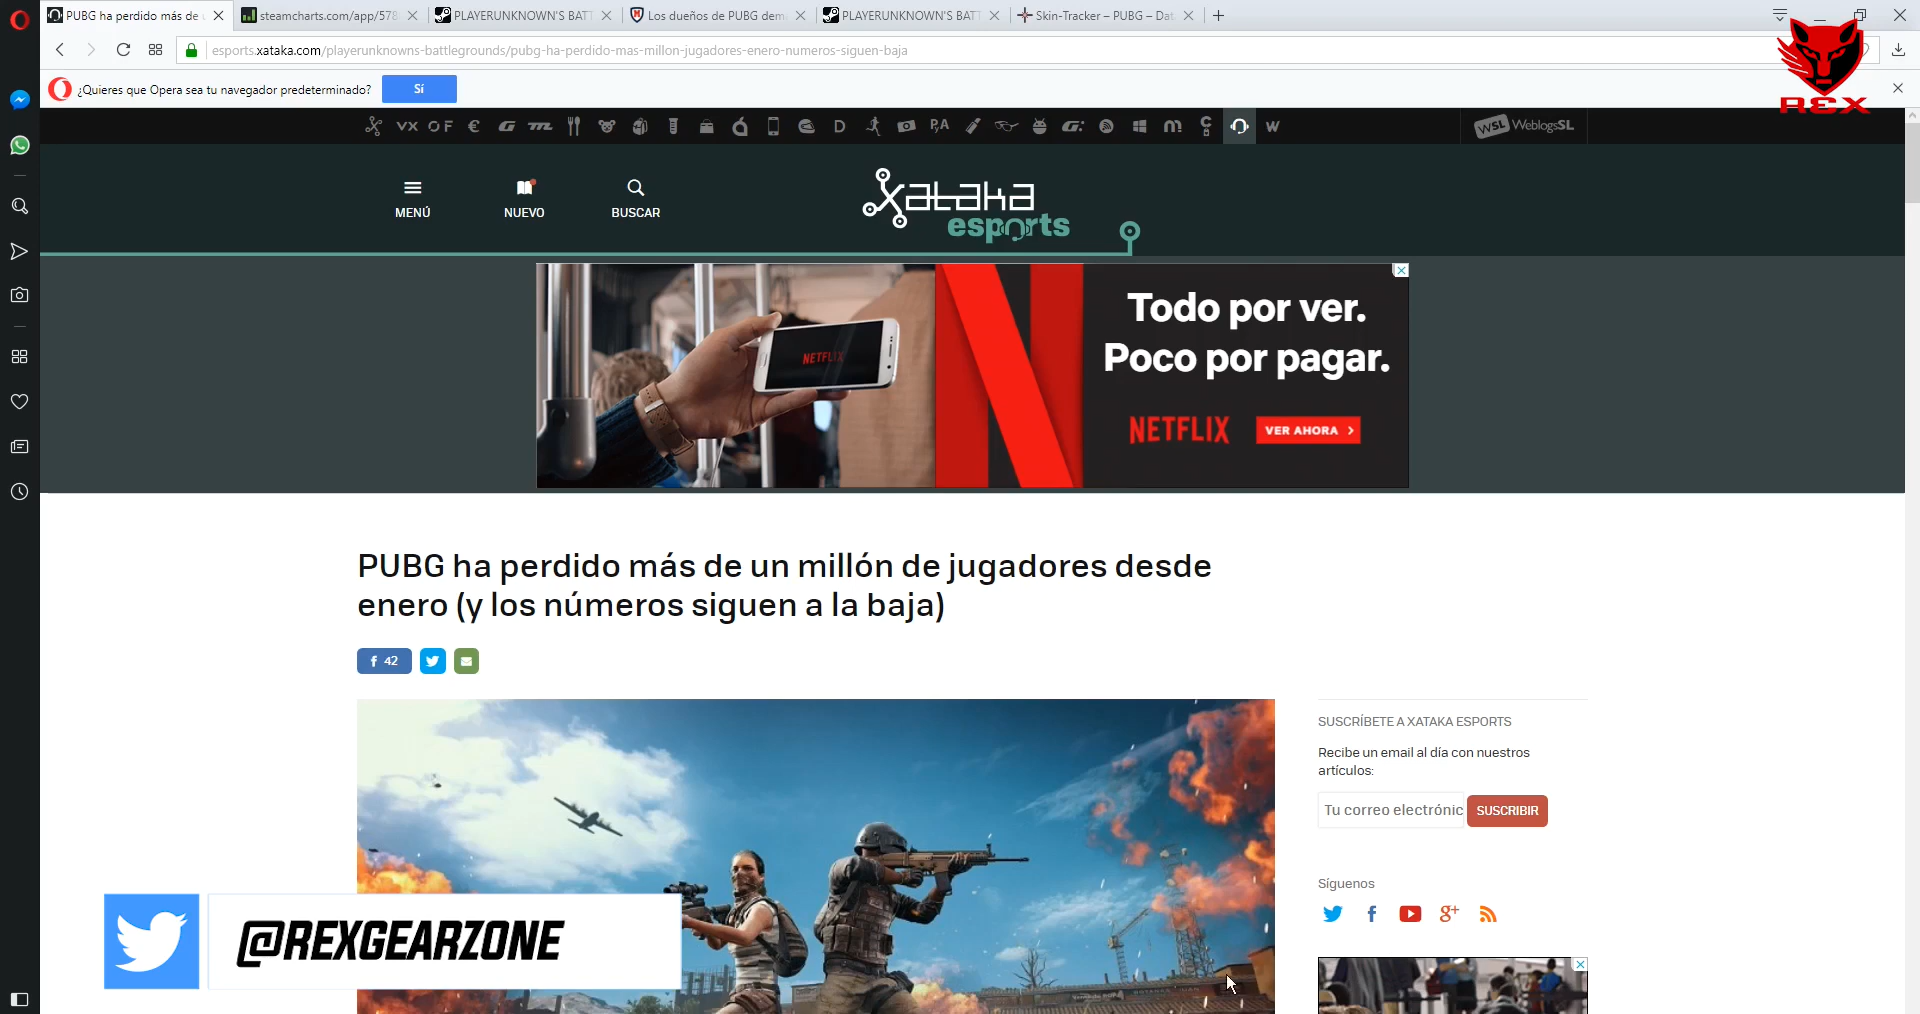 PUBG ha perdido más de
steamcharts.com/app/578
PLAYERUNKNOWN'S BATT
Los dueños de PUBG dem
PLAYERUNKNOWN'S BATT
Skin-Tracker – PUBG – Dat
esports.xataka.com/playerunknowns-battlegrounds/pubg-ha-perdido-mas-millon-jugadores-enero-numeros-siguen-baja
REX
¿Quieres que Opera sea tu navegador predeterminado?
Sí
VX OF € G D P,A G: C W
WSL WeblogsSL
MENÚ
NUEVO
BUSCAR
xataka
esports
NETFLIX
Todo por ver.
Poco por pagar.
NETFLIX
VER AHORA >
PUBG ha perdido más de un millón de jugadores desde
enero (y los números siguen a la baja)
f 42
SUSCRÍBETE A XATAKA ESPORTS
Recibe un email al día con nuestros
artículos:
Tu correo electrónic
SUSCRIBIR
Síguenos
@REXGEARZONE